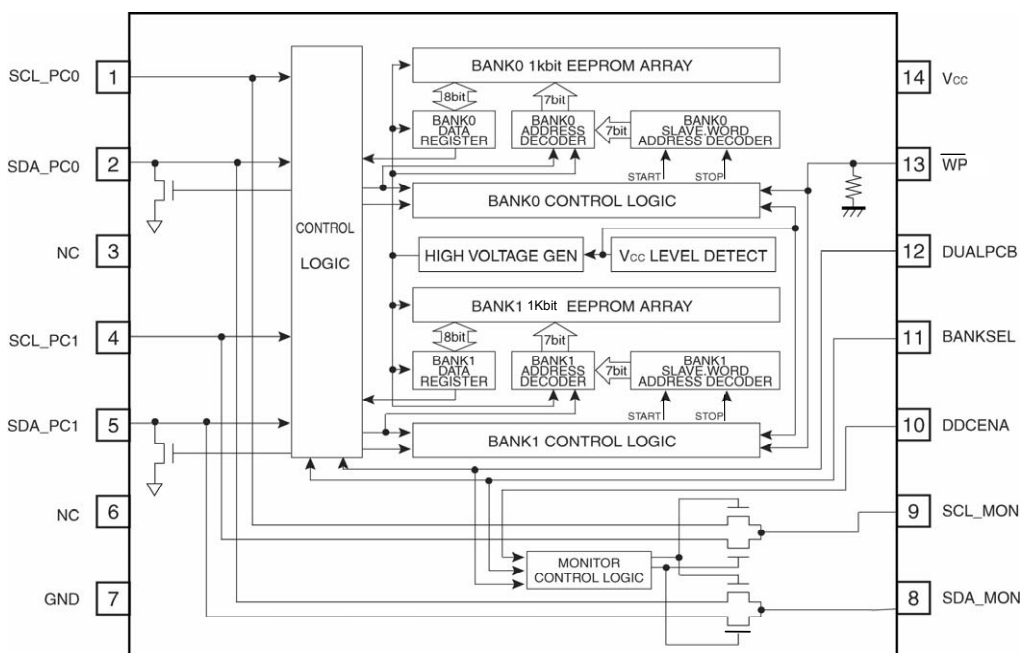 SCL_PC0
1
SDA_PC0
2
NC
3
SCL_PC1
4
SDA_PC1
5
NC
6
GND
7
CONTROL
LOGIC
BANK0 1kbit EEPROM ARRAY
8bit
7bit
BANK0
DATA
REGISTER
BANK0
ADDRESS
DECODER
7bit
BANK0
SLAVE.WORD
ADDRESS DECODER
START
STOP
BANK0 CONTROL LOGIC
HIGH VOLTAGE GEN
VCC LEVEL DETECT
BANK1 1Kbit EEPROM ARRAY
8bit
7bit
BANK1
DATA
REGISTER
BANK1
ADDRESS
DECODER
7bit
BANK1
SLAVE.WORD
ADDRESS DECODER
START
STOP
BANK1 CONTROL LOGIC
MONITOR
CONTROL LOGIC
14
VCC
13
WP
12
DUALPCB
11
BANKSEL
10
DDCENA
9
SCL_MON
8
SDA_MON